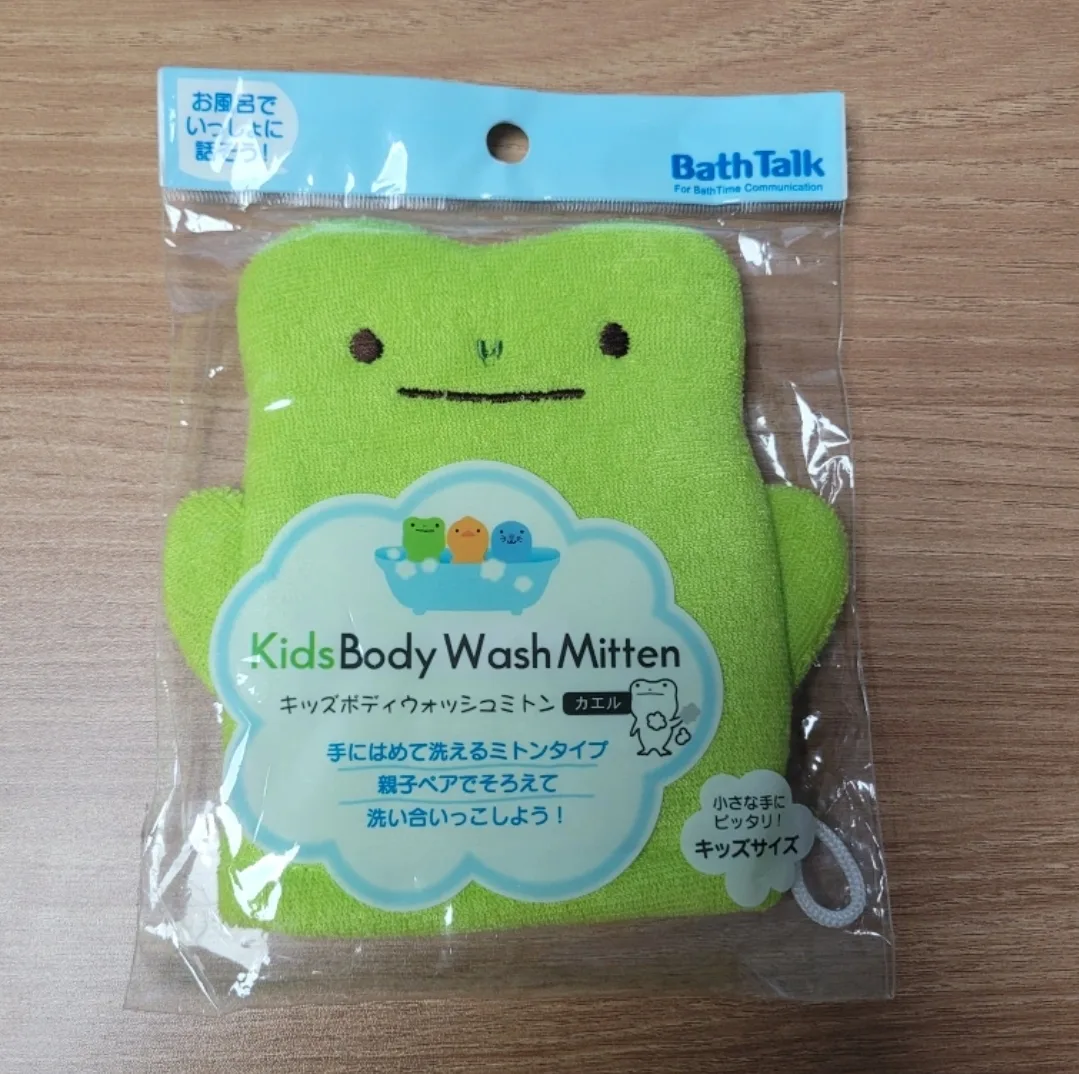 お風呂で
いっしょに
話そう!
BathTalk
For BathTime Communication
Kids Body Wash Mitten
キッズボディウォッシュミトン カエル
手にはめて洗えるミトンタイプ
親子ペアでそろえて
洗い合いっこしよう!
小さな手に
ピッタリ!
キッズサイズ